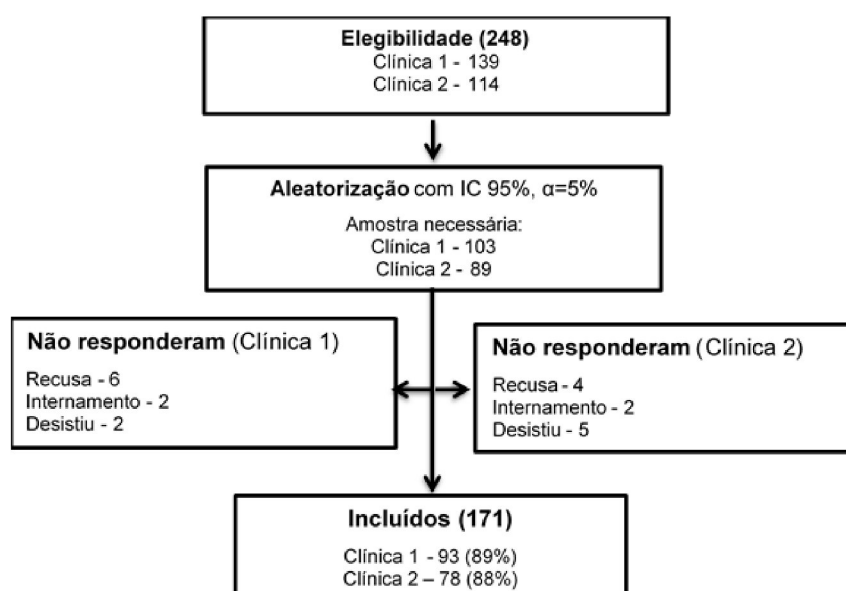 Elegibilidade (248)
Clínica 1 - 139
Clínica 2 - 114
Aleatorização com IC 95%, α=5%
Amostra necessária:
Clínica 1 - 103
Clínica 2 - 89
Não responderam (Clínica 1)
Recusa - 6
Internamento - 2
Desistiu - 2
Não responderam (Clínica 2)
Recusa - 4
Internamento - 2
Desistiu - 5
Incluídos (171)
Clínica 1 - 93 (89%)
Clínica 2 – 78 (88%)